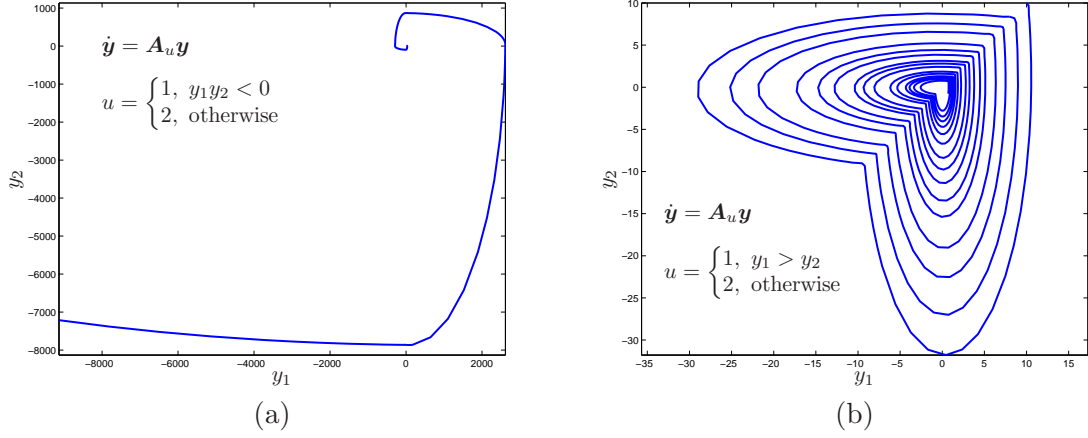 1000
0
-1000
-2000
-3000
-4000
-5000
-6000
-7000
-8000
y₂
ẏ = A_u y
u = { 1, y₁y₂ < 0
2, otherwise
-8000 -6000 -4000 -2000 0 2000
y₁
(a)
10
5
0
-5
-10
-15
-20
-25
-30
y₂
ẏ = A_u y
u = { 1, y₁ > y₂
2, otherwise
-35 -30 -25 -20 -15 -10 -5 0 5 10 15
y₁
(b)